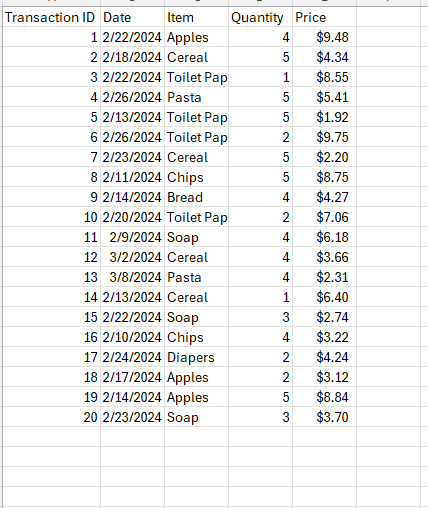 Transaction ID Date Item Quantity Price
1 2/22/2024 Apples 4 $9.48
2 2/18/2024 Cereal 5 $4.34
3 2/22/2024 Toilet Pap 1 $8.55
4 2/26/2024 Pasta 5 $5.41
5 2/13/2024 Toilet Pap 5 $1.92
6 2/26/2024 Toilet Pap 2 $9.75
7 2/23/2024 Cereal 5 $2.20
8 2/11/2024 Chips 5 $8.75
9 2/14/2024 Bread 4 $4.27
10 2/20/2024 Toilet Pap 2 $7.06
11 2/9/2024 Soap 4 $6.18
12 3/2/2024 Cereal 4 $3.66
13 3/8/2024 Pasta 4 $2.31
14 2/13/2024 Cereal 1 $6.40
15 2/22/2024 Soap 3 $2.74
16 2/10/2024 Chips 4 $3.22
17 2/24/2024 Diapers 2 $4.24
18 2/17/2024 Apples 2 $3.12
19 2/14/2024 Apples 5 $8.84
20 2/23/2024 Soap 3 $3.70